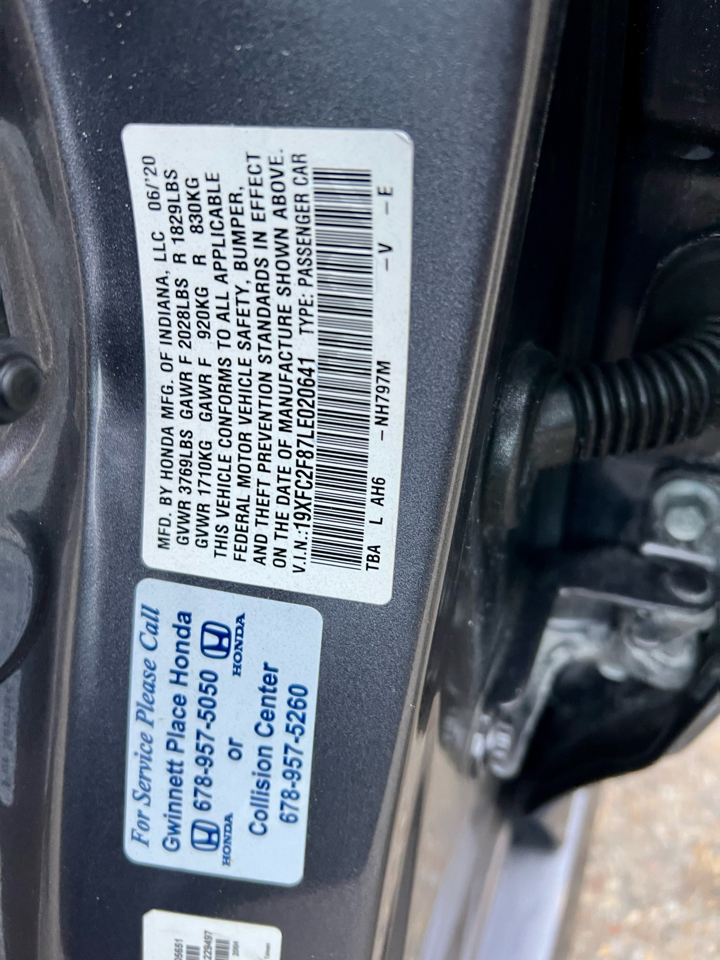 MFD. BY HONDA MFG. OF INDIANA, LLC 06/'20
GVWR 3769LBS GAWR F 2028LBS R 1829LBS
GVWR 1710KG GAWR F 920KG R 830KG
THIS VEHICLE CONFORMS TO ALL APPLICABLE
FEDERAL MOTOR VEHICLE SAFETY, BUMPER,
AND THEFT PREVENTION STANDARDS IN EFFECT
ON THE DATE OF MANUFACTURE SHOWN ABOVE.
V.I.N.:19XFC2F87LE020641 TYPE: PASSENGER CAR
TBA L AH6 -NH797M -V -E
For Service Please Call
Gwinnett Place Honda
678-957-5050
HONDA or HONDA
Collision Center
678-957-5260
229497